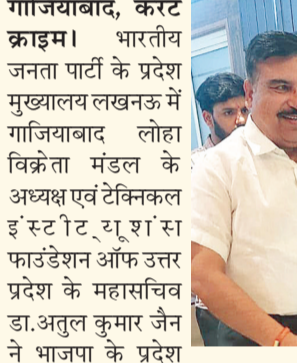 गाजियाबाद, करंट
क्राइम। भारतीय
जनता पार्टी के प्रदेश
मुख्यालय लखनऊ में
गाजियाबाद लोहा
विक्रेता मंडल के
अध्यक्ष एवं टेक्निकल
इंस्टीट्यूशंस
फाउंडेशन ऑफ उत्तर
प्रदेश के महासचिव
डा.अतुल कुमार जैन
ने भाजपा के प्रदेश